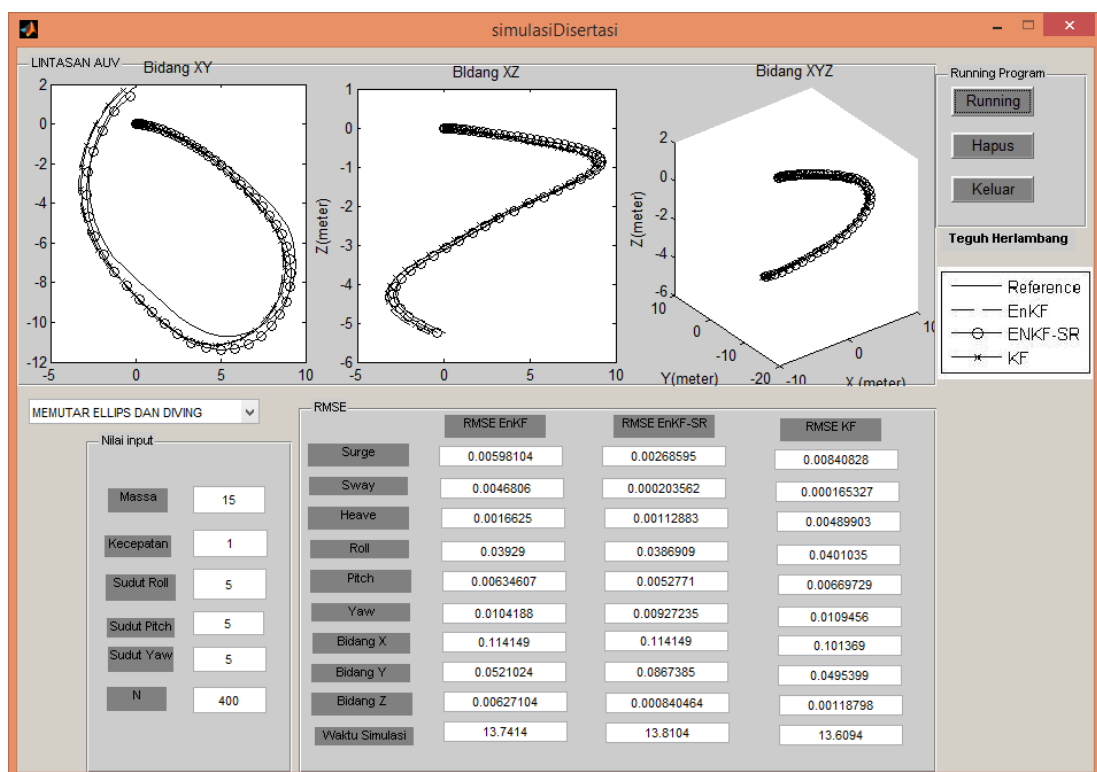 simulasiDisertasi
LINTASAN AUV
Bidang XY
2
0
-2
-4
-6
-8
-10
-12
-5
0
5
10
BIdang XZ
1
0
-1
-2
-3
-4
-5
-6
Z(meter)
-5
0
5
10
Bidang XYZ
2
0
-2
-4
-6
Z(meter)
10
0
-10
-20
Y(meter)
-10
0
10
X (meter)
Running Program
Running
Hapus
Keluar
Teguh Herlambang
Reference
EnKF
ENKF-SR
KF
MEMUTAR ELLIPS DAN DIVING
Nilai input
Massa 15
Kecepatan 1
Sudut Roll 5
Sudut Pitch 5
Sudut Yaw 5
N 400
RMSE
RMSE EnKF RMSE EnKF-SR RMSE KF
Surge 0.00598104 0.00268595 0.00840828
Sway 0.0046806 0.000203562 0.000165327
Heave 0.0016625 0.00112883 0.00489903
Roll 0.03929 0.0386909 0.0401035
Pitch 0.00634607 0.0052771 0.00669729
Yaw 0.0104188 0.00927235 0.0109456
Bidang X 0.114149 0.114149 0.101369
Bidang Y 0.0521024 0.0867385 0.0495399
Bidang Z 0.00627104 0.000840464 0.00118798
Waktu Simulasi 13.7414 13.8104 13.6094